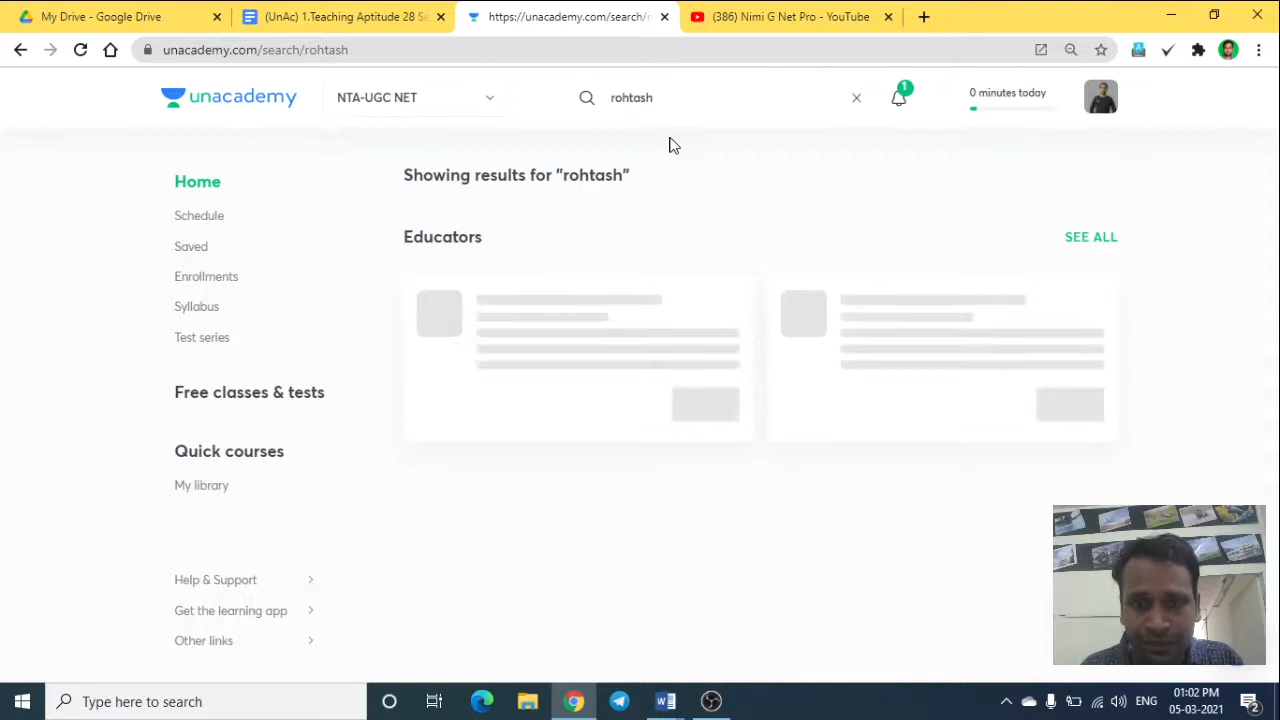 My Drive - Google Drive
(UnAc) 1.Teaching Aptitude 28 Se
https://unacademy.com/search/r
(386) Nimi G Net Pro - YouTube
unacademy.com/search/rohtash
unacademy
NTA-UGC NET
rohtash
1
0 minutes today
Showing results for "rohtash"
Home
Schedule
Saved
Enrollments
Syllabus
Test series
Free classes & tests
Quick courses
My library
Help & Support
Get the learning app
Other links
Educators
SEE ALL
Type here to search
ENG
01:02 PM
05-03-2021
2